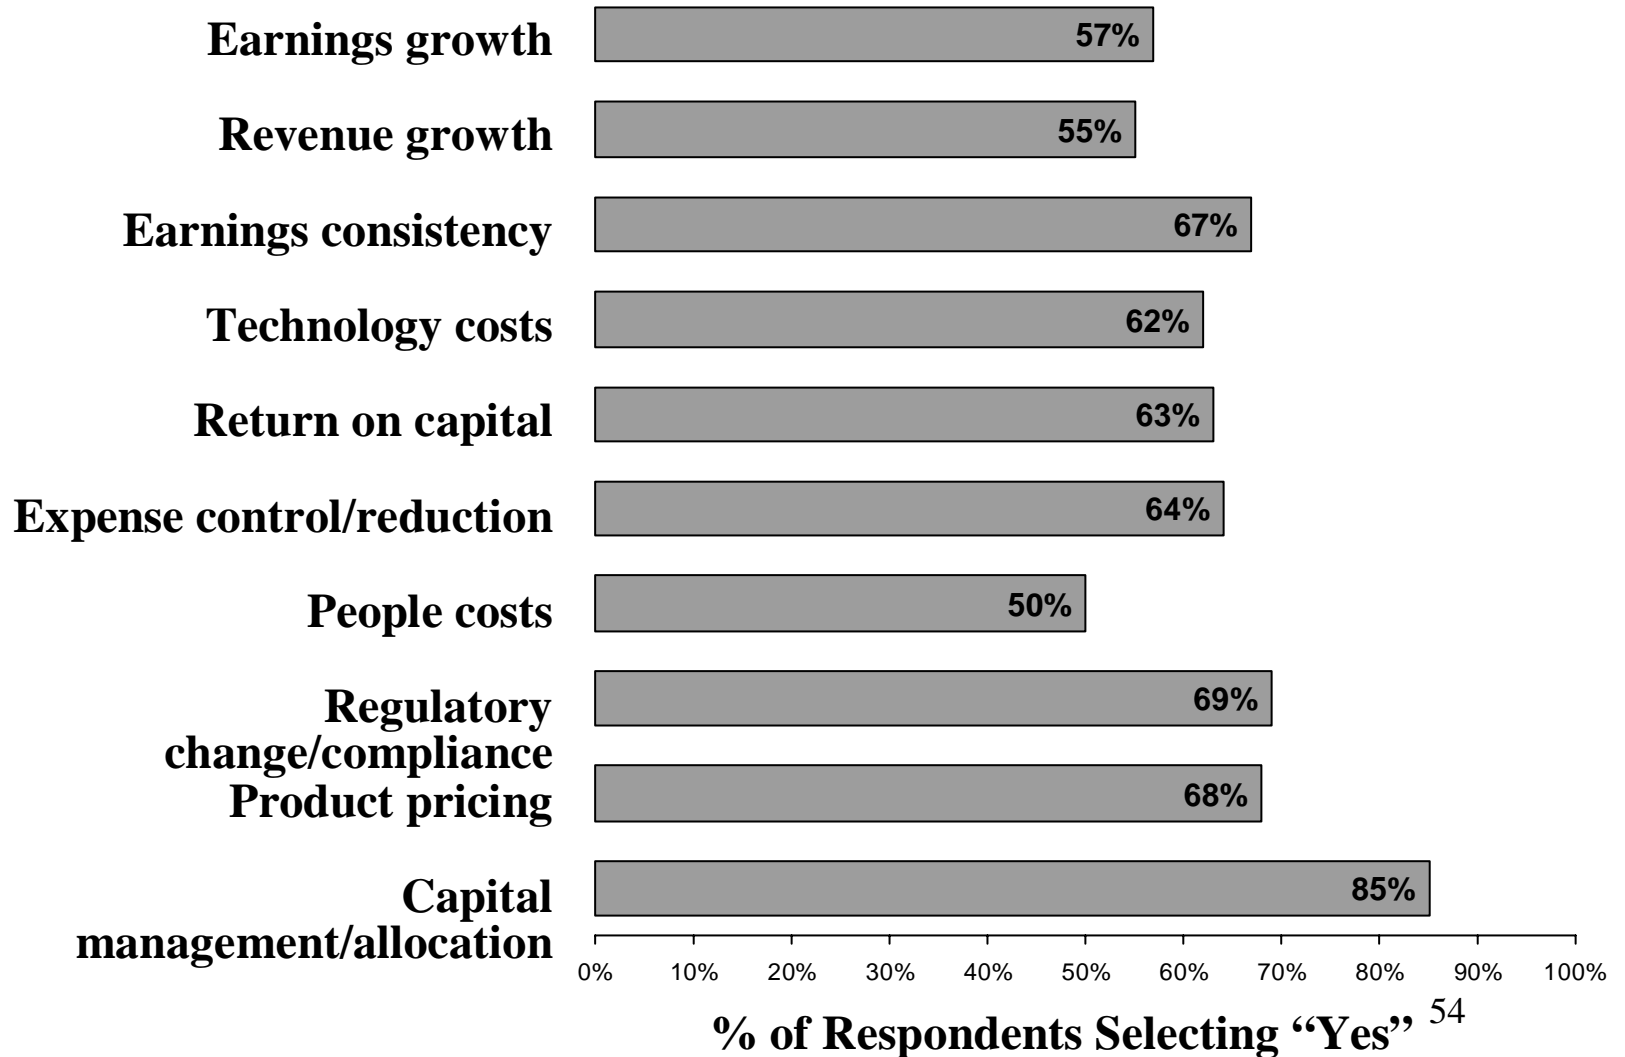 Earnings growth 57%
Revenue growth 55%
Earnings consistency 67%
Technology costs 62%
Return on capital 63%
Expense control/reduction 64%
People costs 50%
Regulatory 69%
change/compliance
Product pricing 68%
Capital 85%
management/allocation
0% 10% 20% 30% 40% 50% 60% 70% 80% 90% 100%
% of Respondents Selecting “Yes” 54